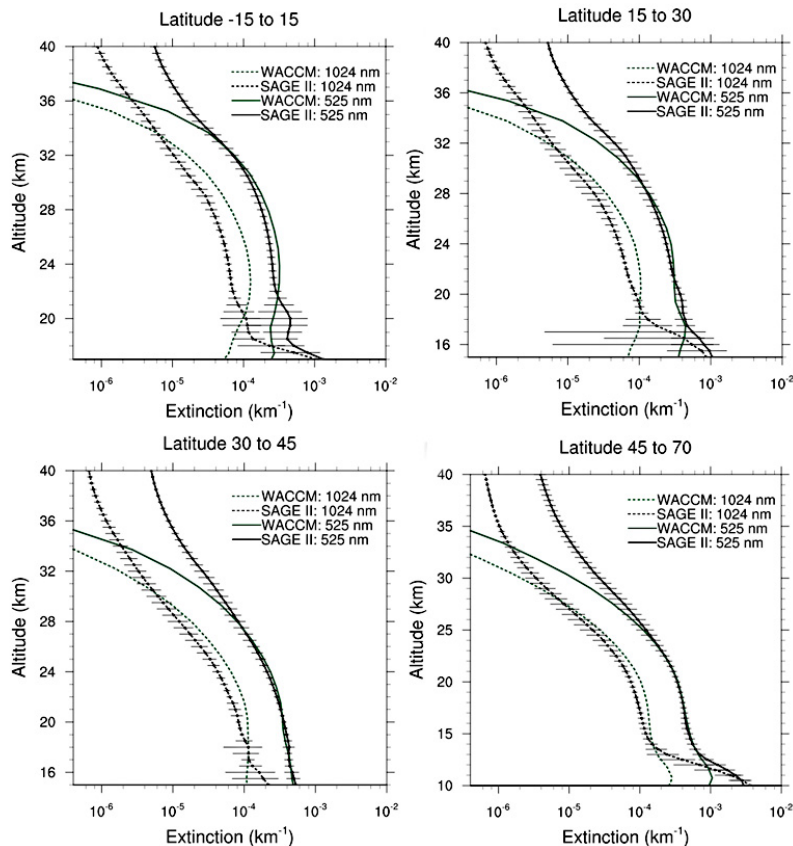 Latitude -15 to 15
40
36
32
28
24
20
WACCM: 1024 nm
SAGE II: 1024 nm
WACCM: 525 nm
SAGE II: 525 nm
Altitude (km)
10-6
10-5
10-4
10-3
10-2
Extinction (km-1)
Latitude 15 to 30
40
36
32
28
24
20
16
WACCM: 1024 nm
SAGE II: 1024 nm
WACCM: 525 nm
SAGE II: 525 nm
Altitude (km)
10-6
10-5
10-4
10-3
10-2
Extinction (km-1)
Latitude 30 to 45
40
36
32
28
24
20
16
WACCM: 1024 nm
SAGE II: 1024 nm
WACCM: 525 nm
SAGE II: 525 nm
Altitude (km)
10-6
10-5
10-4
10-3
10-2
Extinction (km-1)
Latitude 45 to 70
40
35
30
25
20
15
10
WACCM: 1024 nm
SAGE II: 1024 nm
WACCM: 525 nm
SAGE II: 525 nm
Altitude (km)
10-6
10-5
10-4
10-3
10-2
Extinction (km-1)